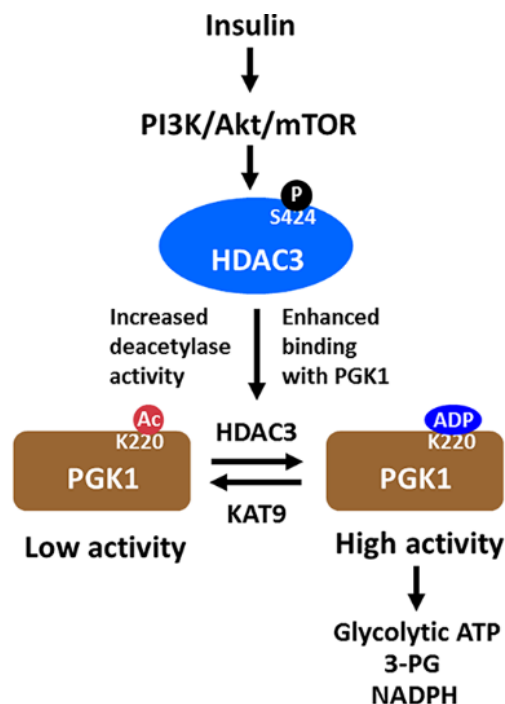 Insulin
PI3K/Akt/mTOR
P
S424
HDAC3
Increased
deacetylase
activity
Enhanced
binding
with PGK1
Ac
K220
PGK1
Low activity
HDAC3
KAT9
ADP
K220
PGK1
High activity
Glycolytic ATP
3-PG
NADPH